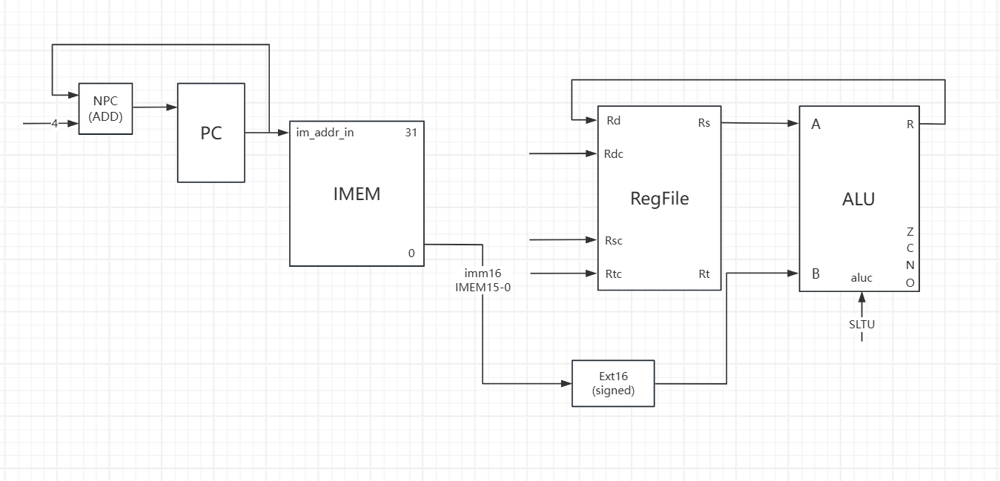 NPC
(ADD)
4
PC
im_addr_in
31
IMEM
0
imm16
IMEM15-0
Rd
Rs
Rdc
RegFile
Rsc
Rtc
Rt
A
R
ALU
Z
C
N
O
B
aluc
SLTU
Ext16
(signed)